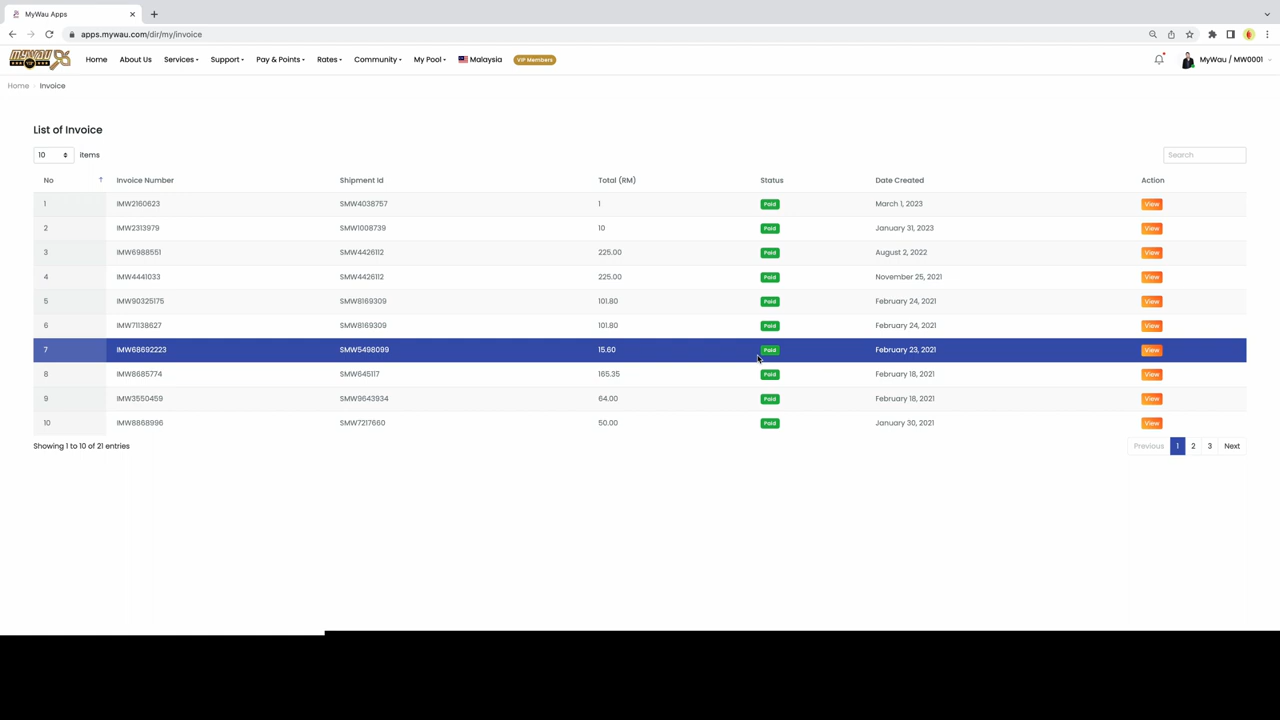 MyWau Apps
apps.mywau.com/dir/my/invoice
MYWAU VIP Home About Us Services Support Pay & Points Rates Community My Pool Malaysia VIP Members MyWau / MW0001
Home Invoice
List of Invoice
10 items Search
No Invoice Number Shipment Id Total (RM) Status Date Created Action
1 IMW2160623 SMW4038757 1 Paid March 1, 2023 View
2 IMW2313979 SMW1008739 10 Paid January 31, 2023 View
3 IMW6988551 SMW4426112 225.00 Paid August 2, 2022 View
4 IMW4441033 SMW4426112 225.00 Paid November 25, 2021 View
5 IMW90325175 SMW8169309 101.80 Paid February 24, 2021 View
6 IMW71138627 SMW8169309 101.80 Paid February 24, 2021 View
7 IMW68692223 SMW5498099 15.60 Paid February 23, 2021 View
8 IMW8685774 SMW645117 165.35 Paid February 18, 2021 View
9 IMW3550459 SMW9643934 64.00 Paid February 18, 2021 View
10 IMW8868996 SMW7217660 50.00 Paid January 30, 2021 View
Showing 1 to 10 of 21 entries Previous 1 2 3 Next